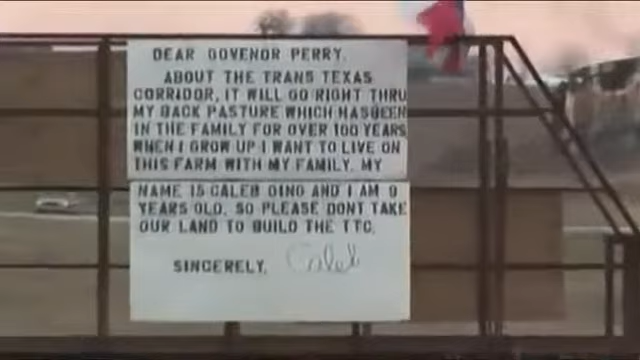 DEAR GOVENOR PERRY.
ABOUT THE TRANS TEXAS
CORRIDOR, IT WILL GO RIGHT THRU
MY BACK PASTURE WHICH HAS BEEN
IN THE FAMILY FOR OVER 100 YEARS
WHEN I GROW UP I WANT TO LIVE ON
THIS FARM WITH MY FAMILY. MY
NAME IS CALEB DINO AND I AM 9
YEARS OLD. SO PLEASE DONT TAKE
OUR LAND TO BUILD THE TTC.
SINCERELY, Caleb